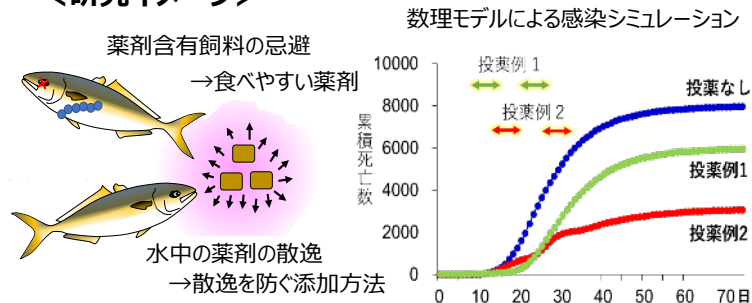 薬剤含有飼料の忌避
→食べやすい薬剤
水中の薬剤の散逸
→散逸を防ぐ添加方法
数理モデルによる感染シミュレーション
累積死亡数
10000
8000
6000
4000
2000
0
投薬例 1
投薬例 2
投薬なし
投薬例1
投薬例2
0 10 20 30 40 50 60 70日